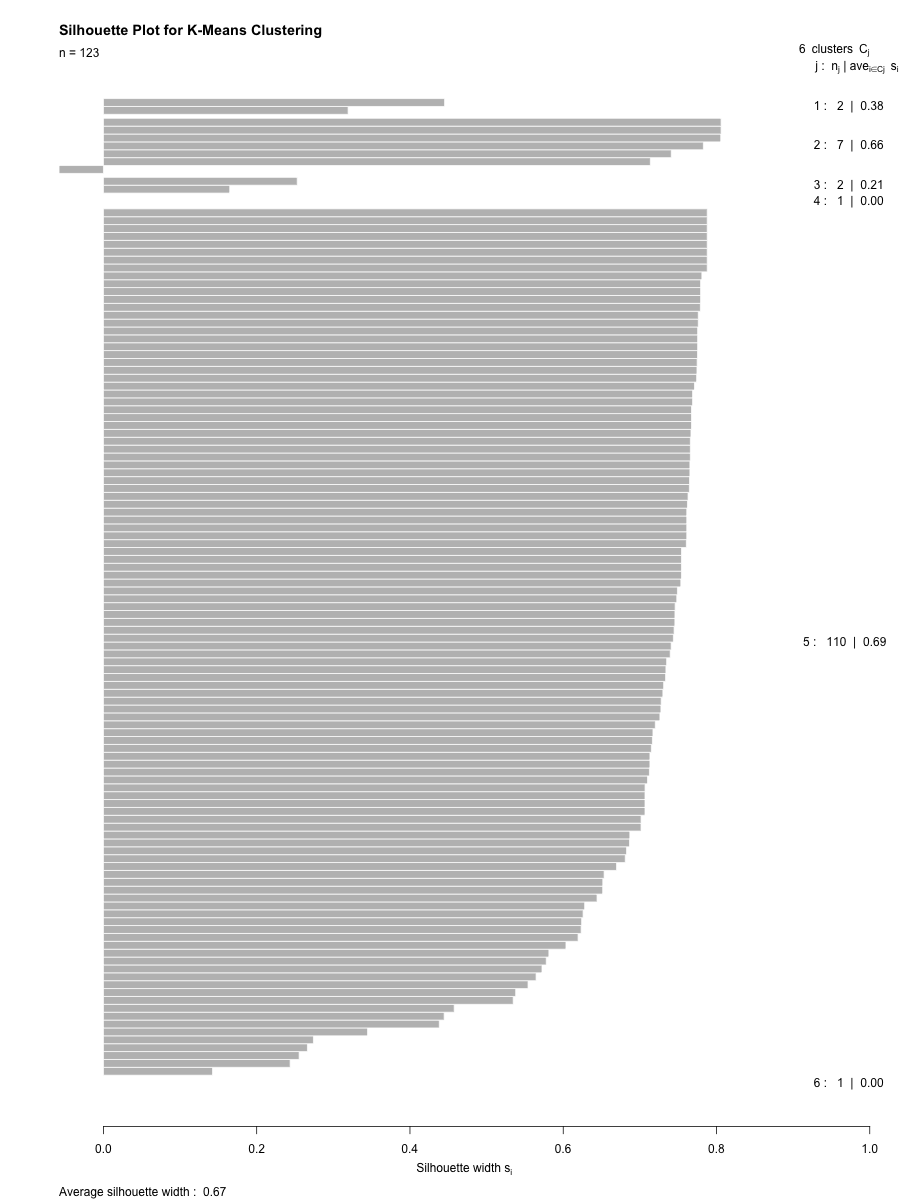 Silhouette Plot for K-Means Clustering
n = 123
6 clusters Cj
j : nj | avei∈Cj si
1 : 2 | 0.38
2 : 7 | 0.66
3 : 2 | 0.21
4 : 1 | 0.00
5 : 110 | 0.69
6 : 1 | 0.00
0.0 0.2 0.4 0.6 0.8 1.0
Silhouette width si
Average silhouette width : 0.67